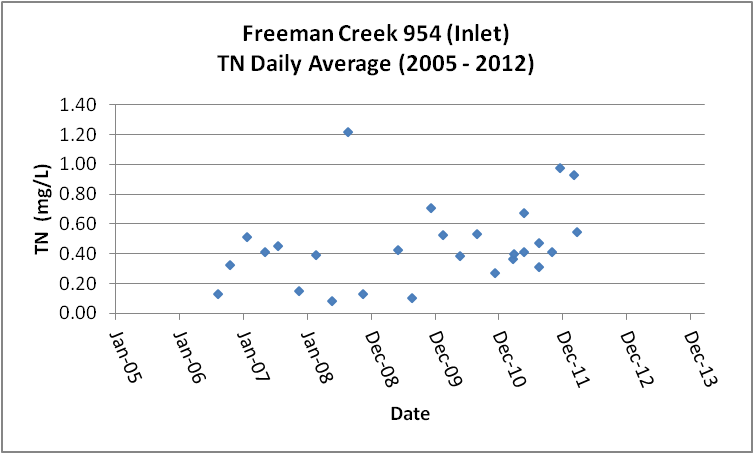 Freeman Creek 954 (Inlet)
TN Daily Average (2005 - 2012)
TN (mg/L)
1.40
1.20
1.00
0.80
0.60
0.40
0.20
0.00
Jan-05
Jan-06
Jan-07
Jan-08
Dec-08
Dec-09
Dec-10
Dec-11
Dec-12
Dec-13
Date